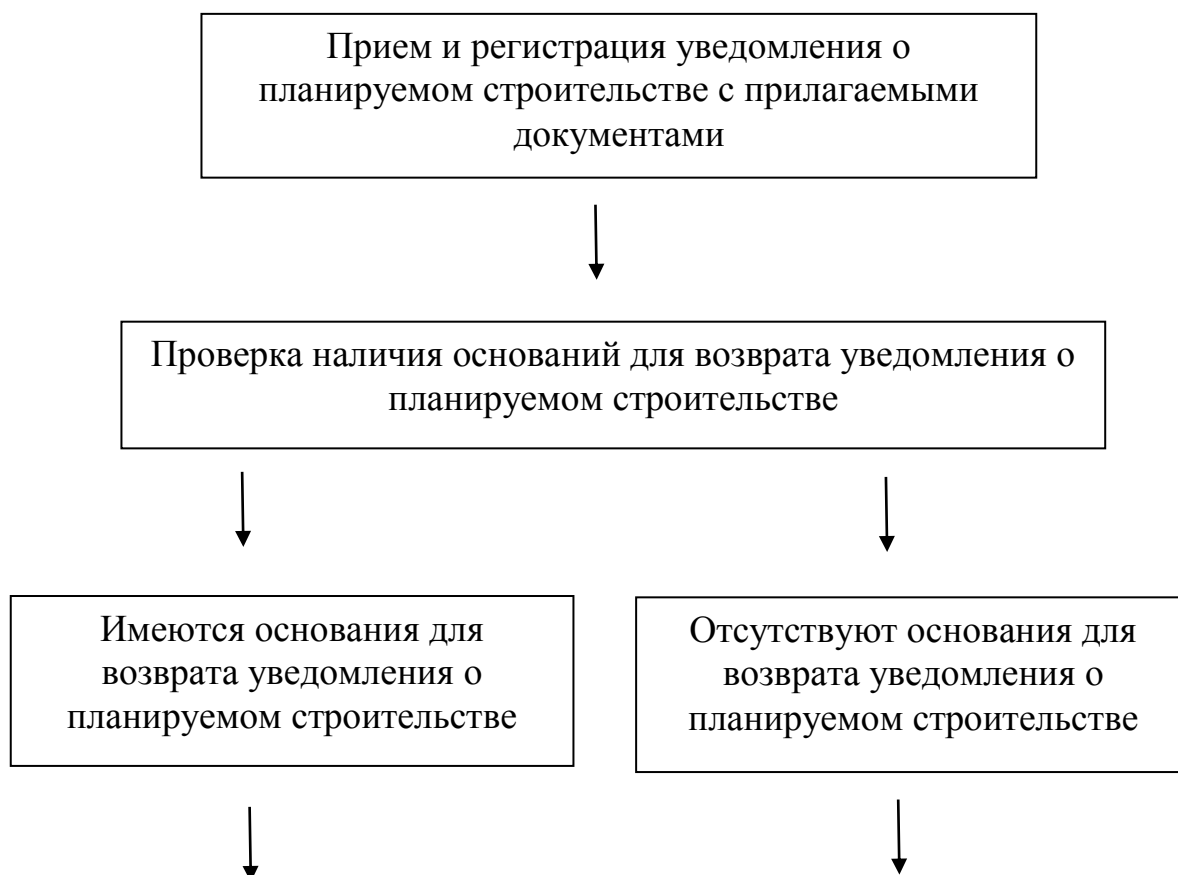 Прием и регистрация уведомления о
планируемом строительстве с прилагаемыми
документами
Проверка наличия оснований для возврата уведомления о
планируемом строительстве
Имеются основания для
возврата уведомления о
планируемом строительстве
Отсутствуют основания для
возврата уведомления о
планируемом строительстве